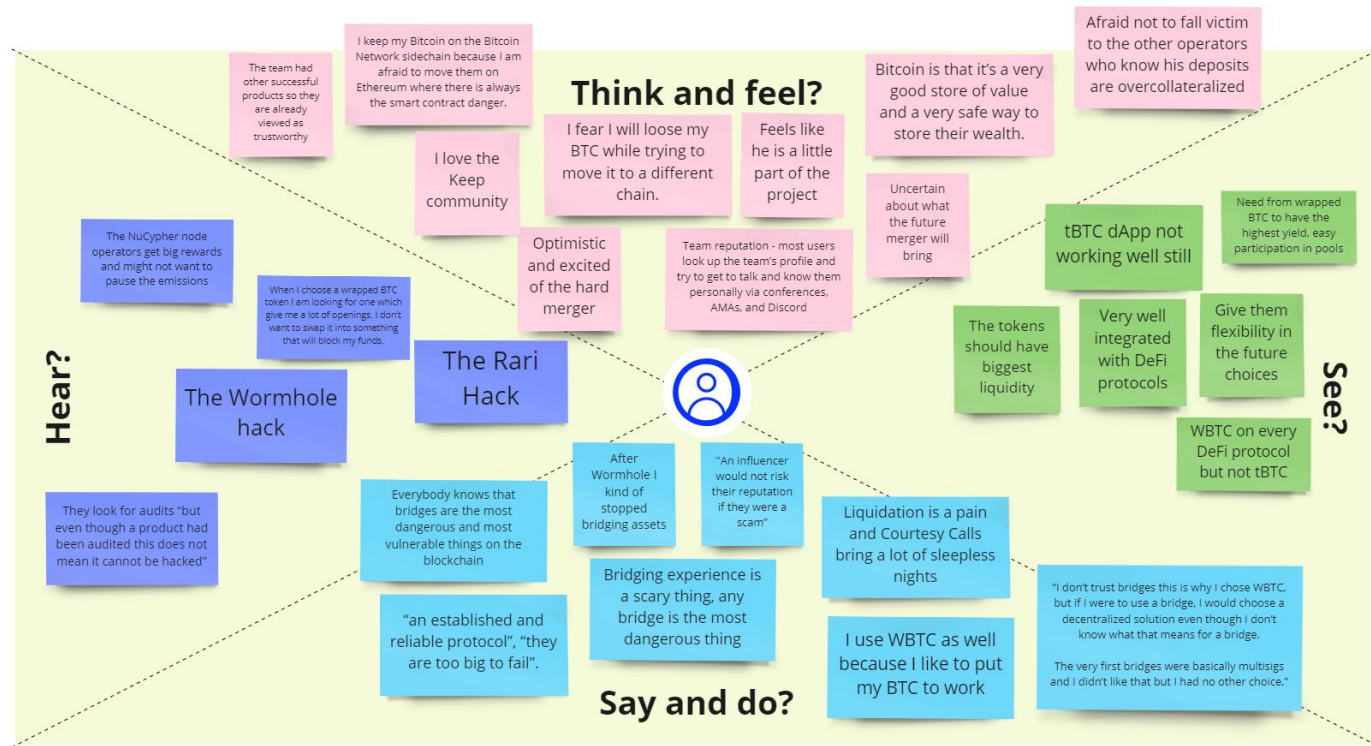 Think and feel?
The team had
other successful
products so they
are already
viewed as
trustworthy
I keep my Bitcoin on the Bitcoin
Network sidechain because I am
afraid to move them on
Ethereum where there is always
the smart contract danger.
I love the
Keep
community
I fear I will loose my
BTC while trying to
move it to a different
chain.
Feels like
he is a little
part of the
project
Bitcoin is that it's a very
good store of value
and a very safe way to
store their wealth.
Afraid not to fall victim
to the other operators
who know his deposits
are overcollateralized
Optimistic
and excited
of the hard
merger
Team reputation - most users
look up the team's profile and
try to get to talk and know them
personally via conferences,
AMAs, and Discord
Uncertain
about what
the future
merger will
bring
Hear?
The NuCypher node
operators get big rewards
and might not want to
pause the emissions
When I choose a wrapped BTC
token I am looking for one which
give me a lot of openings. I don't
want to swap it into something
that will block my funds.
The Wormhole
hack
The Rari
Hack
They look for audits "but
even though a product had
been audited this does not
mean it cannot be hacked"
See?
tBTC dApp not
working well still
Need from wrapped
BTC to have the
highest yield, easy
participation in pools
The tokens
should have
biggest
liquidity
Very well
integrated
with DeFi
protocols
Give them
flexibility in
the future
choices
WBTC on every
DeFi protocol
but not tBTC
Say and do?
Everybody knows that
bridges are the most
dangerous and most
vulnerable things on the
blockchain
After
Wormhole I
kind of
stopped
bridging assets
"An influencer
would not risk
their reputation
if they were a
scam"
Liquidation is a pain
and Courtesy Calls
bring a lot of sleepless
nights
"an established and
reliable protocol", "they
are too big to fail".
Bridging experience is
a scary thing, any
bridge is the most
dangerous thing
I use WBTC as well
because I like to put
my BTC to work
"I don't trust bridges this is why I chose WBTC,
but if I were to use a bridge, I would choose a
decentralized solution even though I don't
know what that means for a bridge.
The very first bridges were basically multisigs
and I didn't like that but I had no other choice."